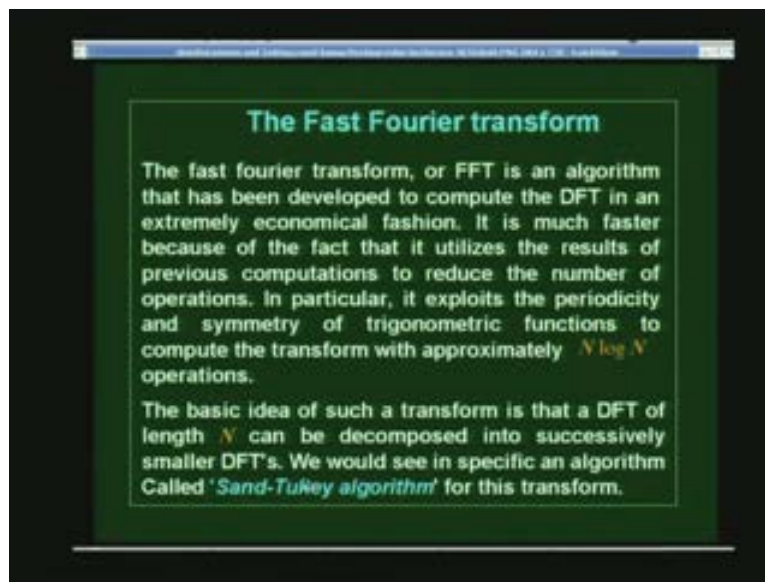 The Fast Fourier transform
The fast fourier transform, or FFT is an algorithm
that has been developed to compute the DFT in an
extremely economical fashion. It is much faster
because of the fact that it utilizes the results of
previous computations to reduce the number of
operations. In particular, it exploits the periodicity
and symmetry of trigonometric functions to
compute the transform with approximately N log N
operations.
The basic idea of such a transform is that a DFT of
length N can be decomposed into successively
smaller DFT's. We would see in specific an algorithm
Called 'Sand-Tukey algorithm' for this transform.